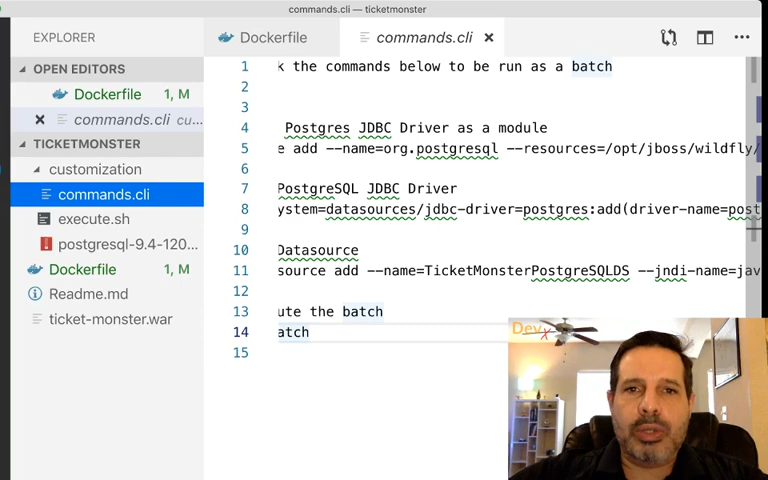 commands.cli — ticketmonster
EXPLORER
Dockerfile
commands.cli
OPEN EDITORS
Dockerfile 1, M
commands.cli cu...
TICKETMONSTER
customization
commands.cli
execute.sh
postgresql-9.4-120...
Dockerfile 1, M
Readme.md
ticket-monster.war
1 k the commands below to be run as a batch
2
3
4 Postgres JDBC Driver as a module
5 e add --name=org.postgresql --resources=/opt/jboss/wildfly/
6
7 PostgreSQL JDBC Driver
8 ystem=datasources/jdbc-driver=postgres:add(driver-name=post
9
10 Datasource
11 source add --name=TicketMonsterPostgreSQLDS --jndi-name=jav
12
13 ute the batch
14 atch
15
Dev